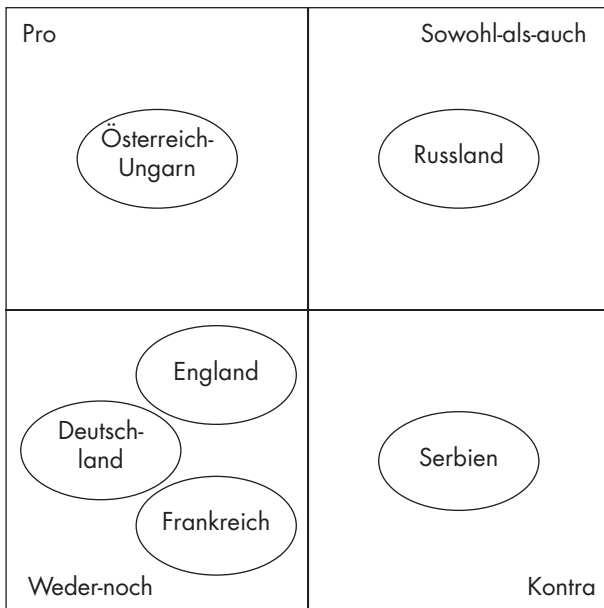 Pro
Sowohl-als-auch
Österreich-
Ungarn
Russland
England
Deutsch-
land
Frankreich
Serbien
Weder-noch
Kontra